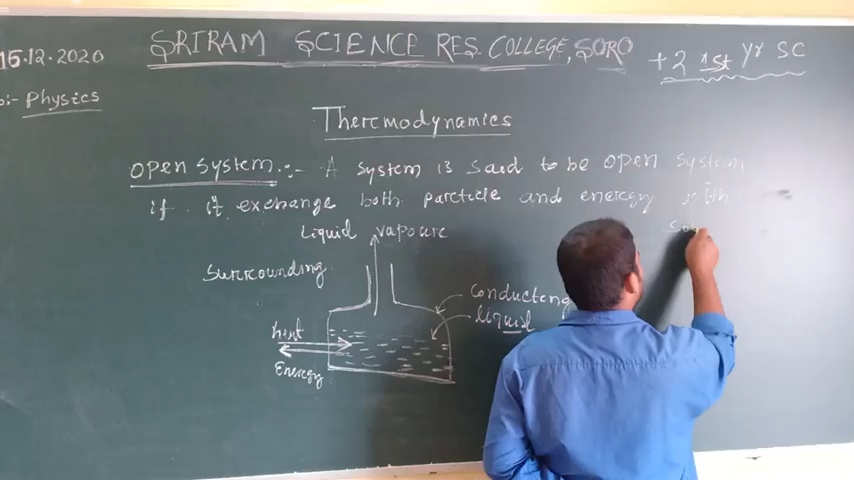 15.12.2020
SRIRAM SCIENCE RES. COLLEGE, SORO
+2 1st yr SC
Physics
Thermodynamics
OPEN System :- A system is said to be open system,
if it exchange both particle and energy with
Liquid vapoure
Surrounding
Conducting
liquid
heat
Energy